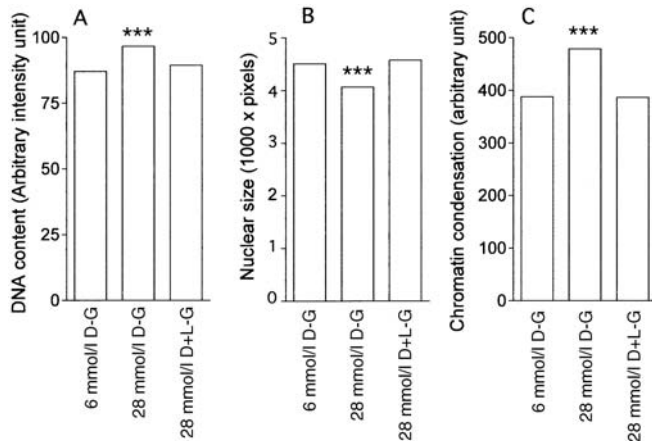 A
DNA content (Arbitrary intensity unit)
100
75
50
25
0
***
6 mmol/l D-G
28 mmol/l D-G
28 mmol/l D+L-G
B
Nuclear size (1000 x pixels)
5
4
3
2
1
0
***
6 mmol/l D-G
28 mmol/l D-G
28 mmol/l D+L-G
C
Chromatin condensation (arbitrary unit)
500
400
300
200
100
0
***
6 mmol/l D-G
28 mmol/l D-G
28 mmol/l D+L-G